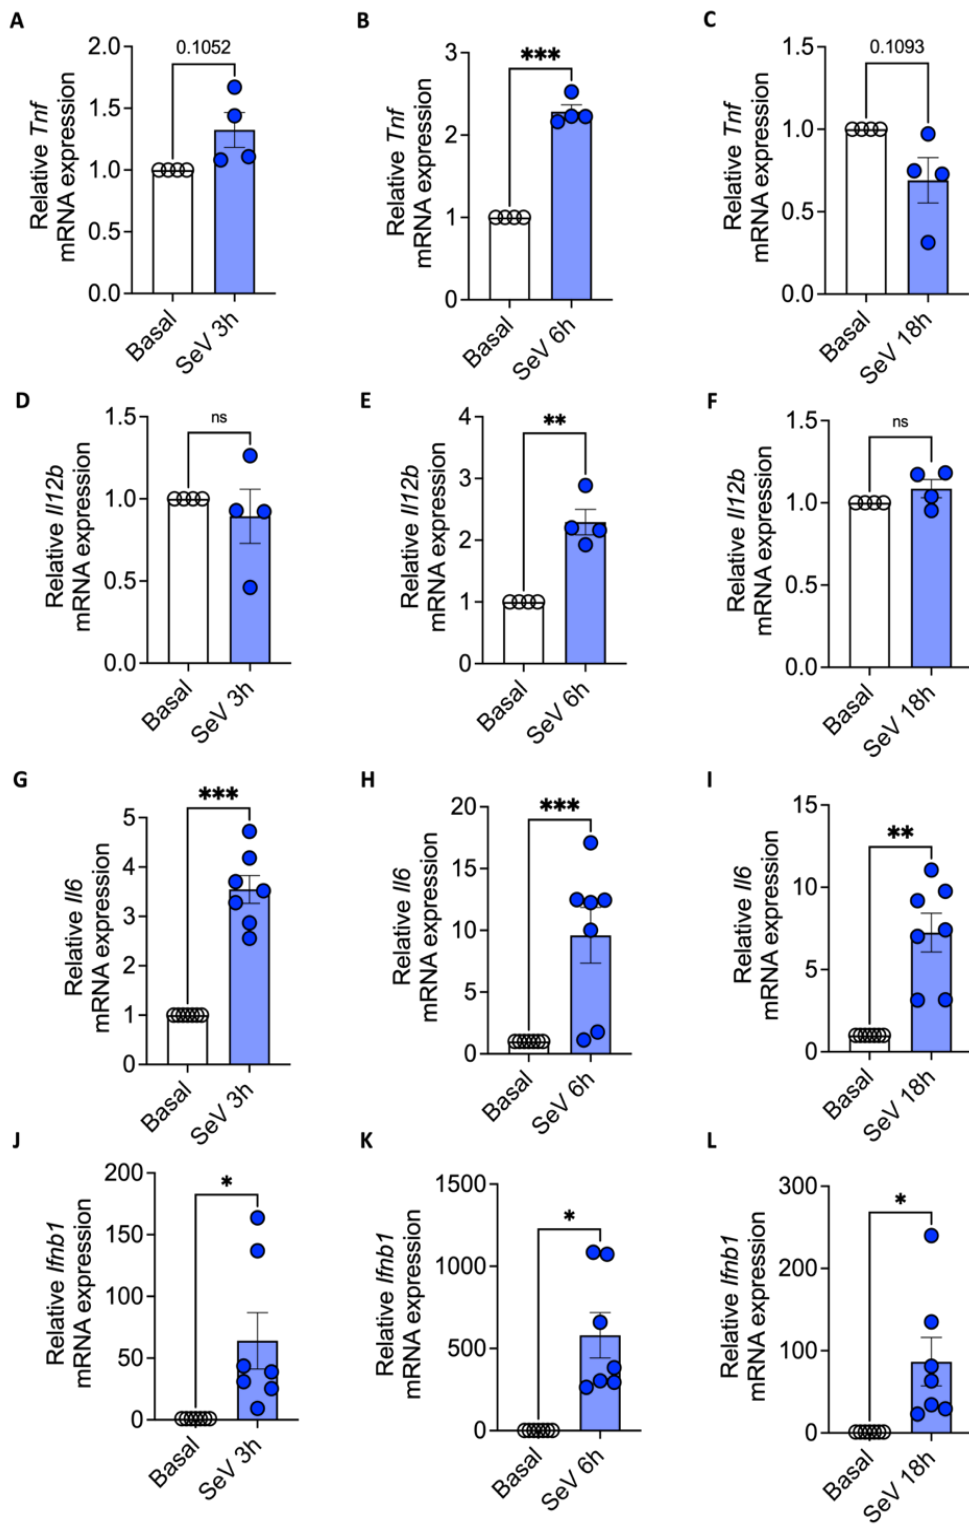 A
Relative Tnf
mRNA expression
2.0
1.5
1.0
0.5
0.0
0.1052
Basal
SeV 3h
B
Relative Tnf
mRNA expression
3
2
1
0
***
Basal
SeV 6h
C
Relative Tnf
mRNA expression
1.5
1.0
0.5
0.0
0.1093
Basal
SeV 18h
D
Relative Il12b
mRNA expression
1.5
1.0
0.5
0.0
ns
Basal
SeV 3h
E
Relative Il12b
mRNA expression
4
3
2
1
0
**
Basal
SeV 6h
F
Relative Il12b
mRNA expression
1.5
1.0
0.5
0.0
ns
Basal
SeV 18h
G
Relative Il6
mRNA expression
5
4
3
2
1
0
***
Basal
SeV 3h
H
Relative Il6
mRNA expression
20
15
10
5
0
***
Basal
SeV 6h
I
Relative Il6
mRNA expression
15
10
5
0
**
Basal
SeV 18h
J
Relative Ifnb1
mRNA expression
200
150
100
50
0
*
Basal
SeV 3h
K
Relative Ifnb1
mRNA expression
1500
1000
500
0
*
Basal
SeV 6h
L
Relative Ifnb1
mRNA expression
300
200
100
0
*
Basal
SeV 18h